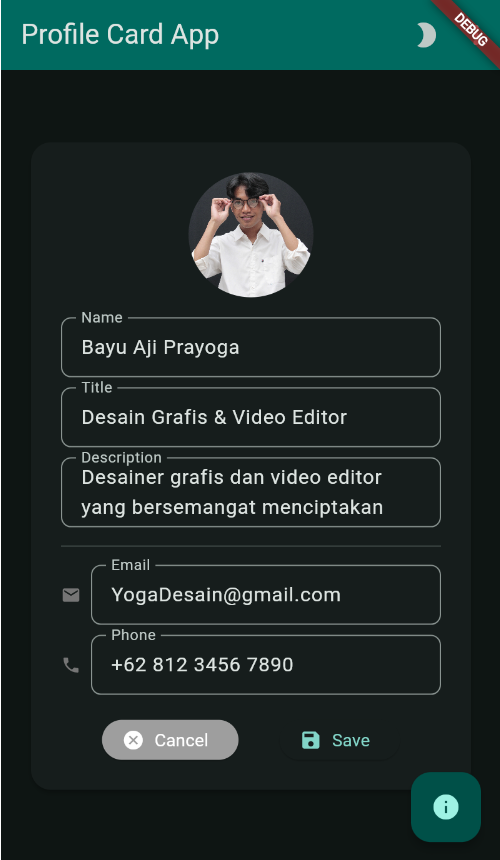 Profile Card App
DEBUG
Name
Bayu Aji Prayoga
Title
Desain Grafis & Video Editor
Description
Desainer grafis dan video editor
yang bersemangat menciptakan
Email
YogaDesain@gmail.com
Phone
+62 812 3456 7890
Cancel
Save